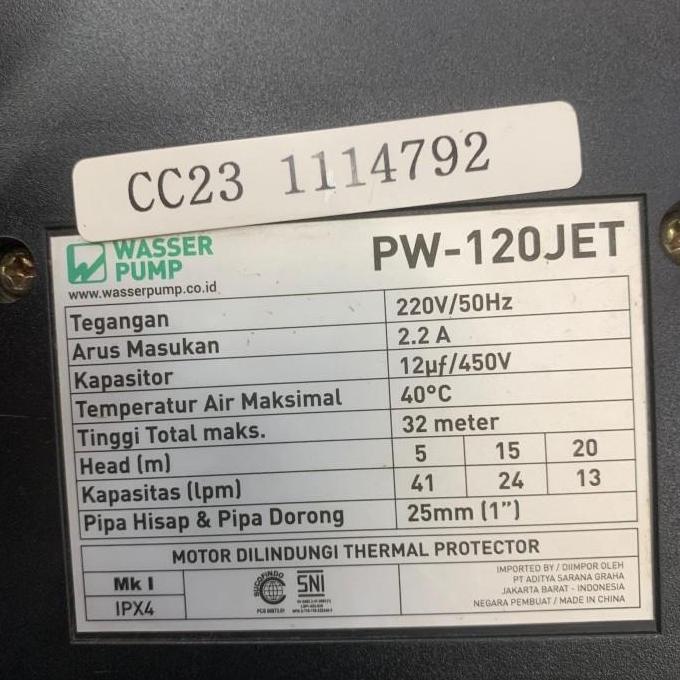 CC23 1114792
WASSER
PUMP
www.wasserpump.co.id
PW-120JET
Tegangan 220V/50Hz
Arus Masukan 2.2 A
Kapasitor 12µf/450V
Temperatur Air Maksimal 40°C
Tinggi Total maks. 32 meter
Head (m) 5 15 20
Kapasitas (lpm) 41 24 13
Pipa Hisap & Pipa Dorong 25mm (1")
MOTOR DILINDUNGI THERMAL PROTECTOR
Mk I
IPX4
SUCOFINDO
SNI
IMPORTED BY / DIIMPOR OLEH
PT ADITYA SARANA GRAHA
JAKARTA BARAT - INDONESIA
NEGARA PEMBUAT / MADE IN CHINA